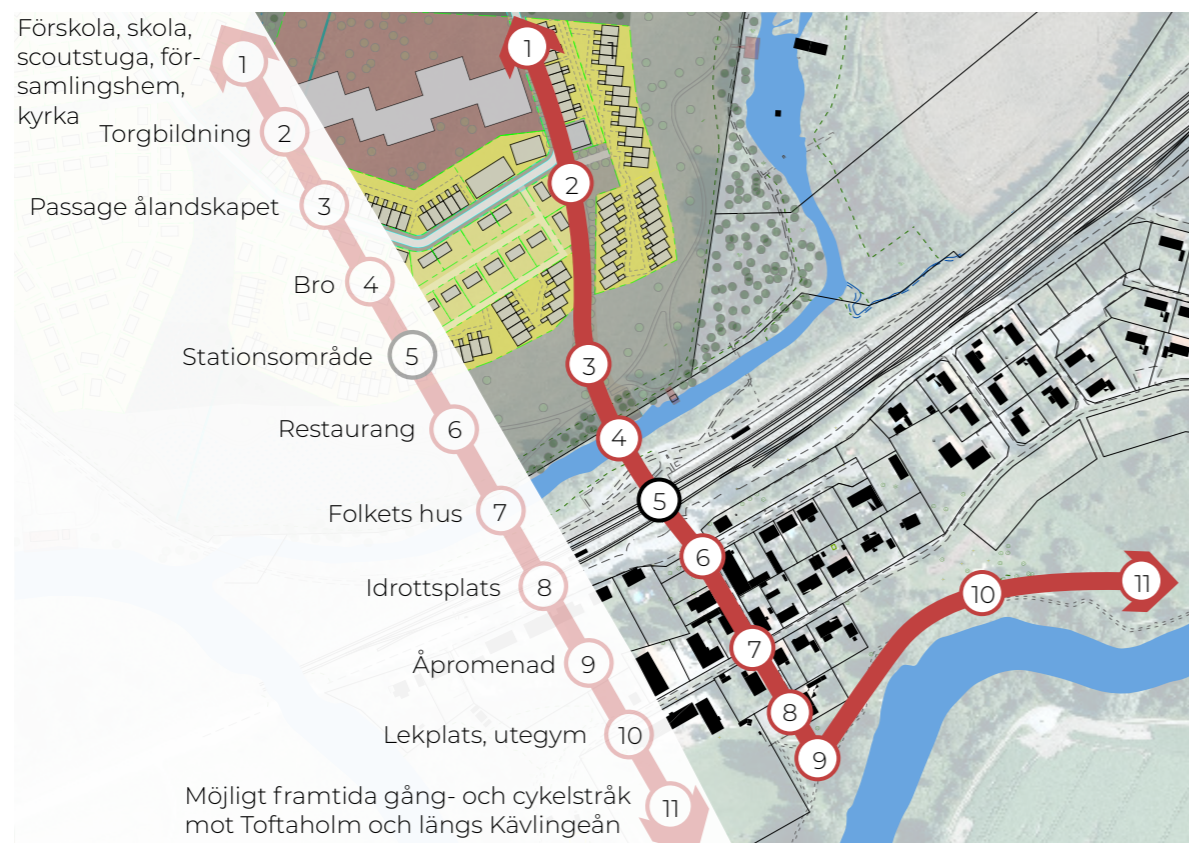 Förskola, skola,
scoutstuga, för-
samlingshem,
kyrka
1
Torgbildning 2
Passage ålandskapet 3
Bro 4
Stationsområde 5
Restaurang 6
Folkets hus 7
Idrottsplats 8
Åpromenad 9
Lekplats, utegym 10
Möjligt framtida gång- och cykelstråk
mot Toftaholm och längs Kävlingeån
11
1
2
3
4
5
6
7
8
9
10
11